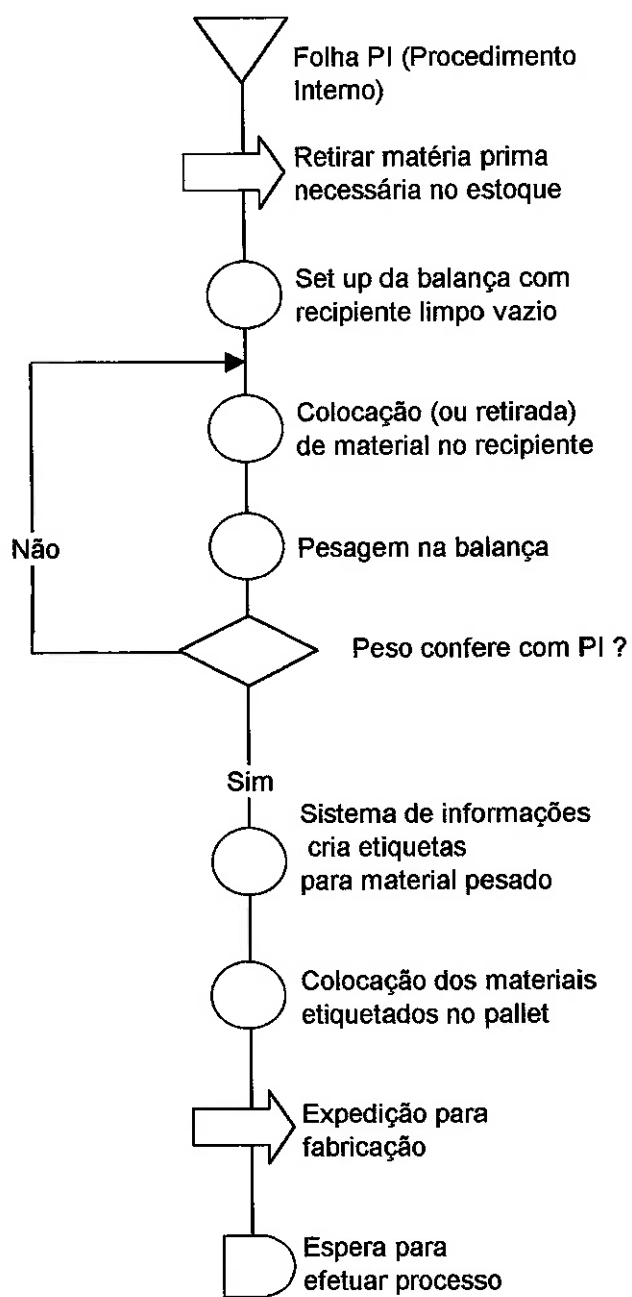 Folha PI (Procedimento
Interno)
Retirar matéria prima
necessária no estoque
Set up da balança com
recipiente limpo vazio
Colocação (ou retirada)
de material no recipiente
Não
Pesagem na balança
Peso confere com PI ?
Sim
Sistema de informações
cria etiquetas
para material pesado
Colocação dos materiais
etiquetados no pallet
Expedição para
fabricação
Espera para
efetuar processo